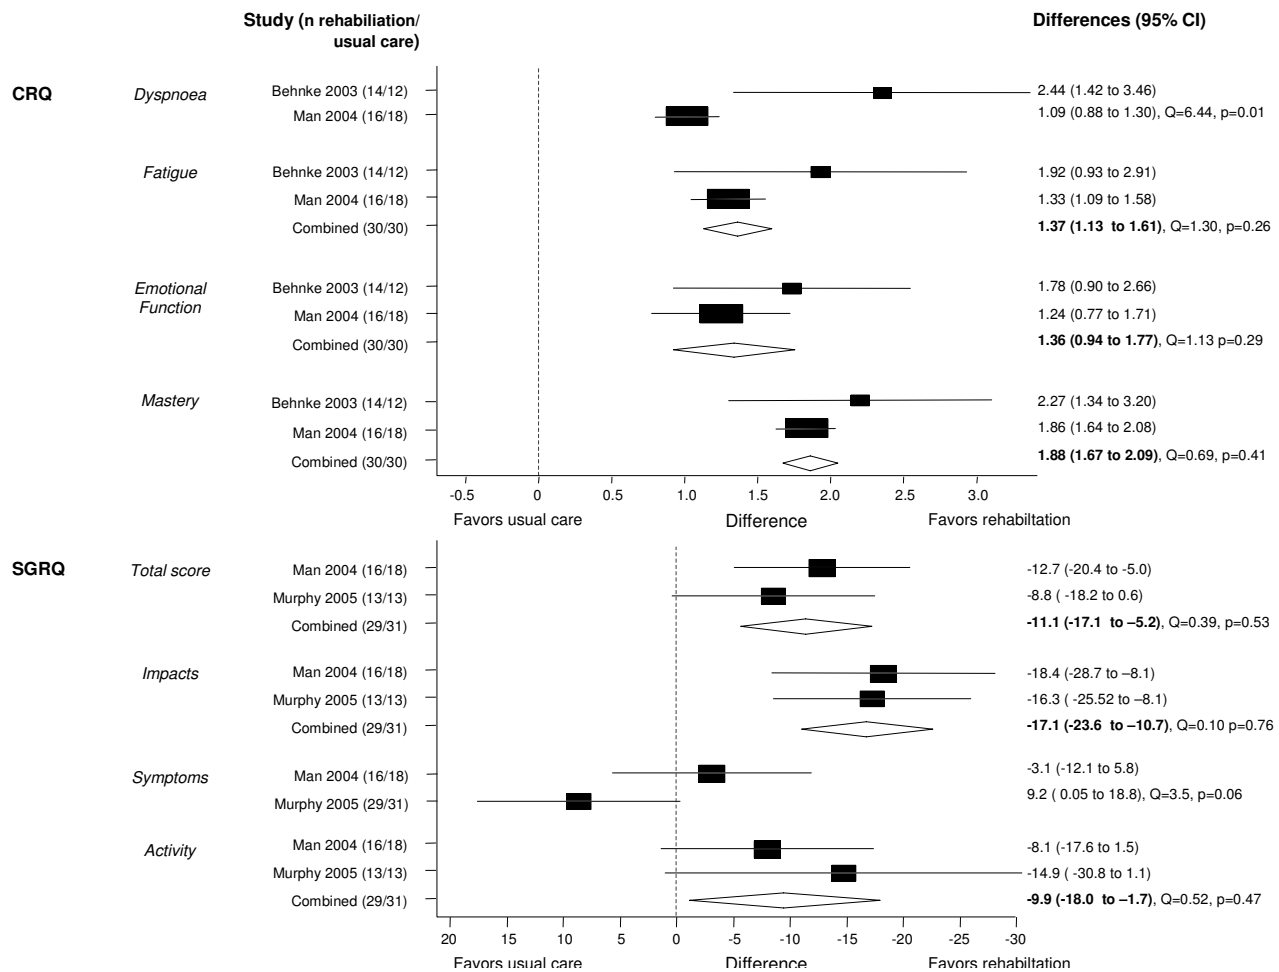 Study (n rehabiliation/ usual care) Differences (95% CI)
CRQ Dyspnoea Behnke 2003 (14/12) 2.44 (1.42 to 3.46)
Man 2004 (16/18) 1.09 (0.88 to 1.30), Q=6.44, p=0.01
Fatigue Behnke 2003 (14/12) 1.92 (0.93 to 2.91)
Man 2004 (16/18) 1.33 (1.09 to 1.58)
Combined (30/30) 1.37 (1.13 to 1.61), Q=1.30, p=0.26
Emotional Function Behnke 2003 (14/12) 1.78 (0.90 to 2.66)
Man 2004 (16/18) 1.24 (0.77 to 1.71)
Combined (30/30) 1.36 (0.94 to 1.77), Q=1.13 p=0.29
Mastery Behnke 2003 (14/12) 2.27 (1.34 to 3.20)
Man 2004 (16/18) 1.86 (1.64 to 2.08)
Combined (30/30) 1.88 (1.67 to 2.09), Q=0.69, p=0.41
-0.5 0 0.5 1.0 1.5 2.0 2.5 3.0
Favors usual care Difference Favors rehabiltation
SGRQ Total score Man 2004 (16/18) -12.7 (-20.4 to -5.0)
Murphy 2005 (13/13) -8.8 ( -18.2 to 0.6)
Combined (29/31) -11.1 (-17.1 to –5.2), Q=0.39, p=0.53
Impacts Man 2004 (16/18) -18.4 (-28.7 to –8.1)
Murphy 2005 (13/13) -16.3 ( -25.52 to –8.1)
Combined (29/31) -17.1 (-23.6 to –10.7), Q=0.10 p=0.76
Symptoms Man 2004 (16/18) -3.1 (-12.1 to 5.8)
Murphy 2005 (29/31) 9.2 ( 0.05 to 18.8), Q=3.5, p=0.06
Activity Man 2004 (16/18) -8.1 (-17.6 to 1.5)
Murphy 2005 (13/13) -14.9 ( -30.8 to 1.1)
Combined (29/31) -9.9 (-18.0 to –1.7), Q=0.52, p=0.47
20 15 10 5 0 -5 -10 -15 -20 -25 -30
Favors usual care Difference Favors rehabiltation